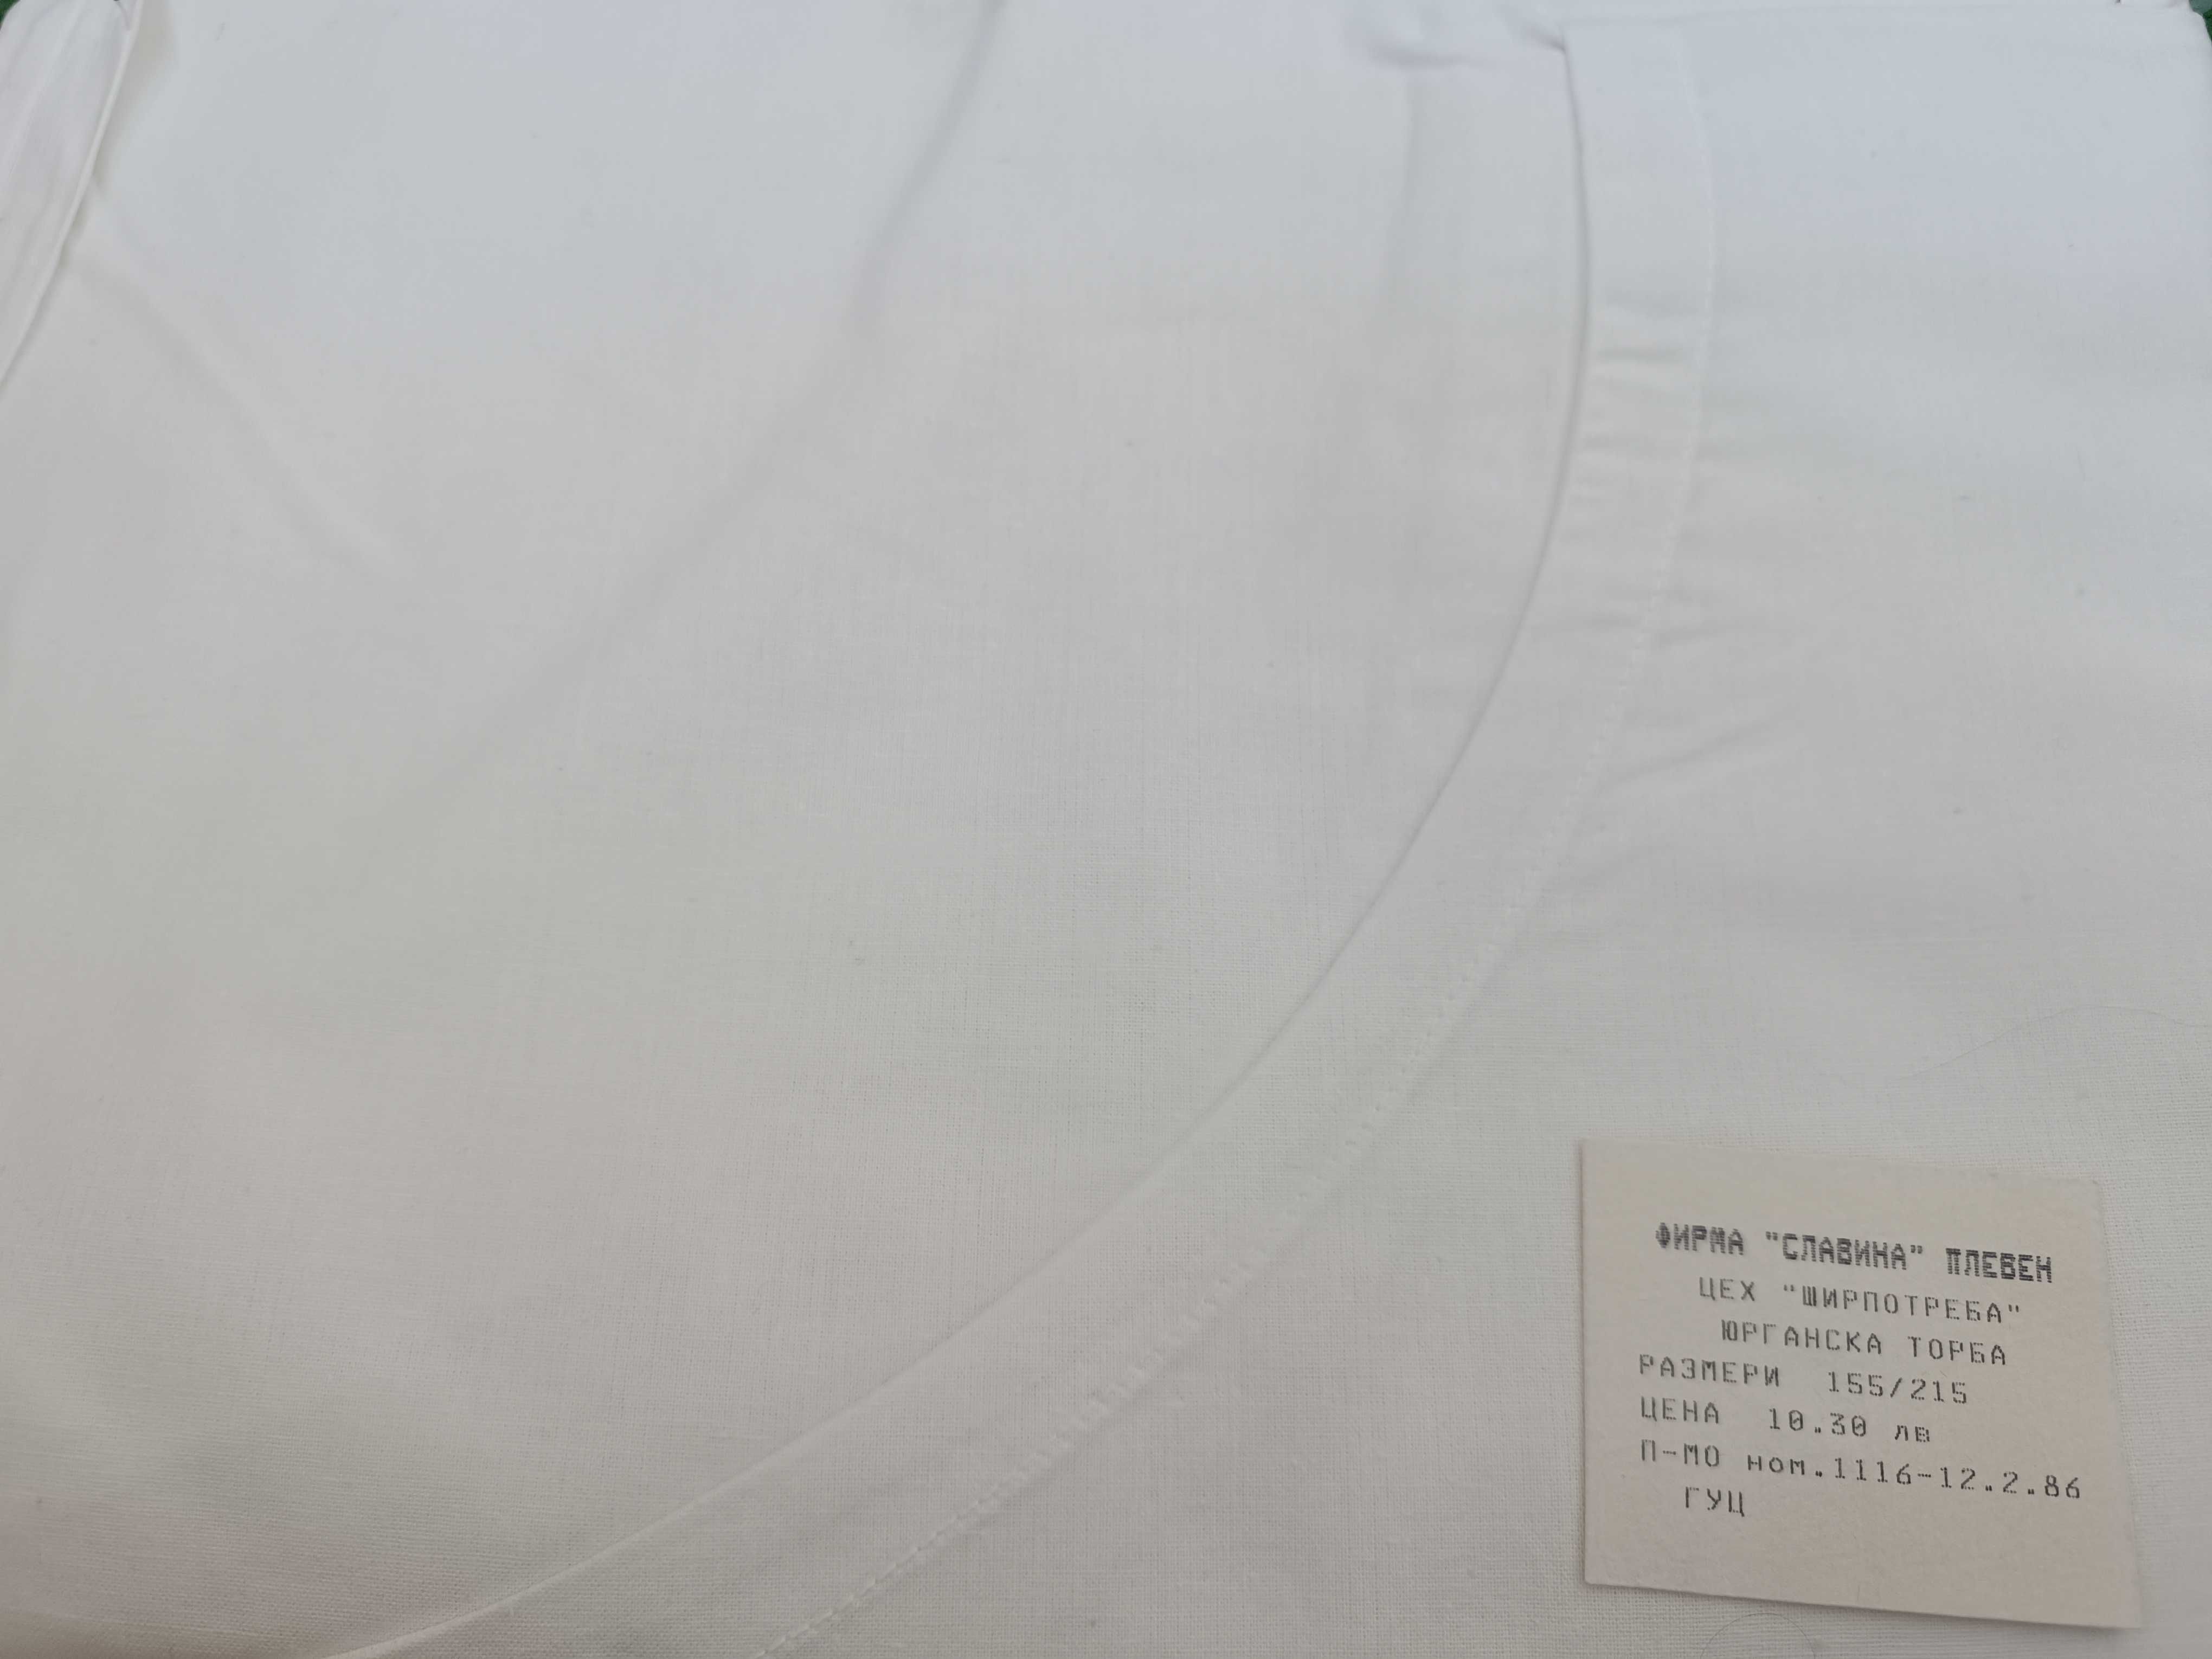 ФИРМА "СЛАВИНА" ПЛЕВЕН
ЦЕХ "ШИРПОТРЕБА"
ЮРГАНСКА ТОРБА
РАЗМЕРИ 155/215
ЦЕНА 10.30 лв
П-МО ном.1116-12.2.86
ГУЦ